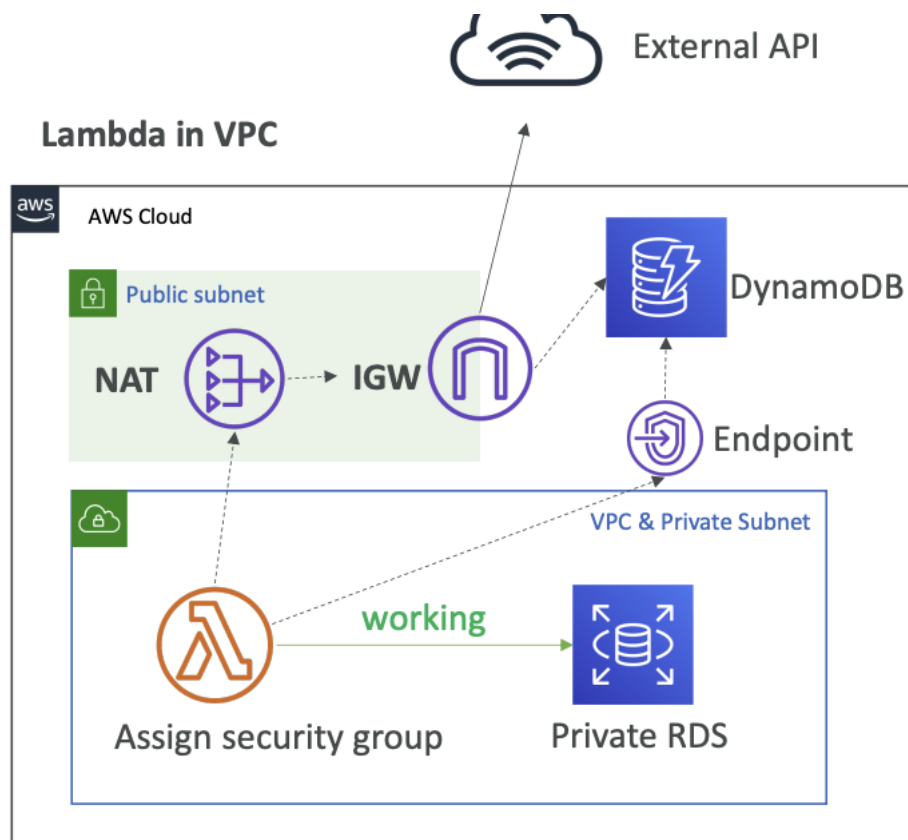 External API
Lambda in VPC
aws
AWS Cloud
Public subnet
DynamoDB
NAT
IGW
Endpoint
VPC & Private Subnet
working
Assign security group
Private RDS